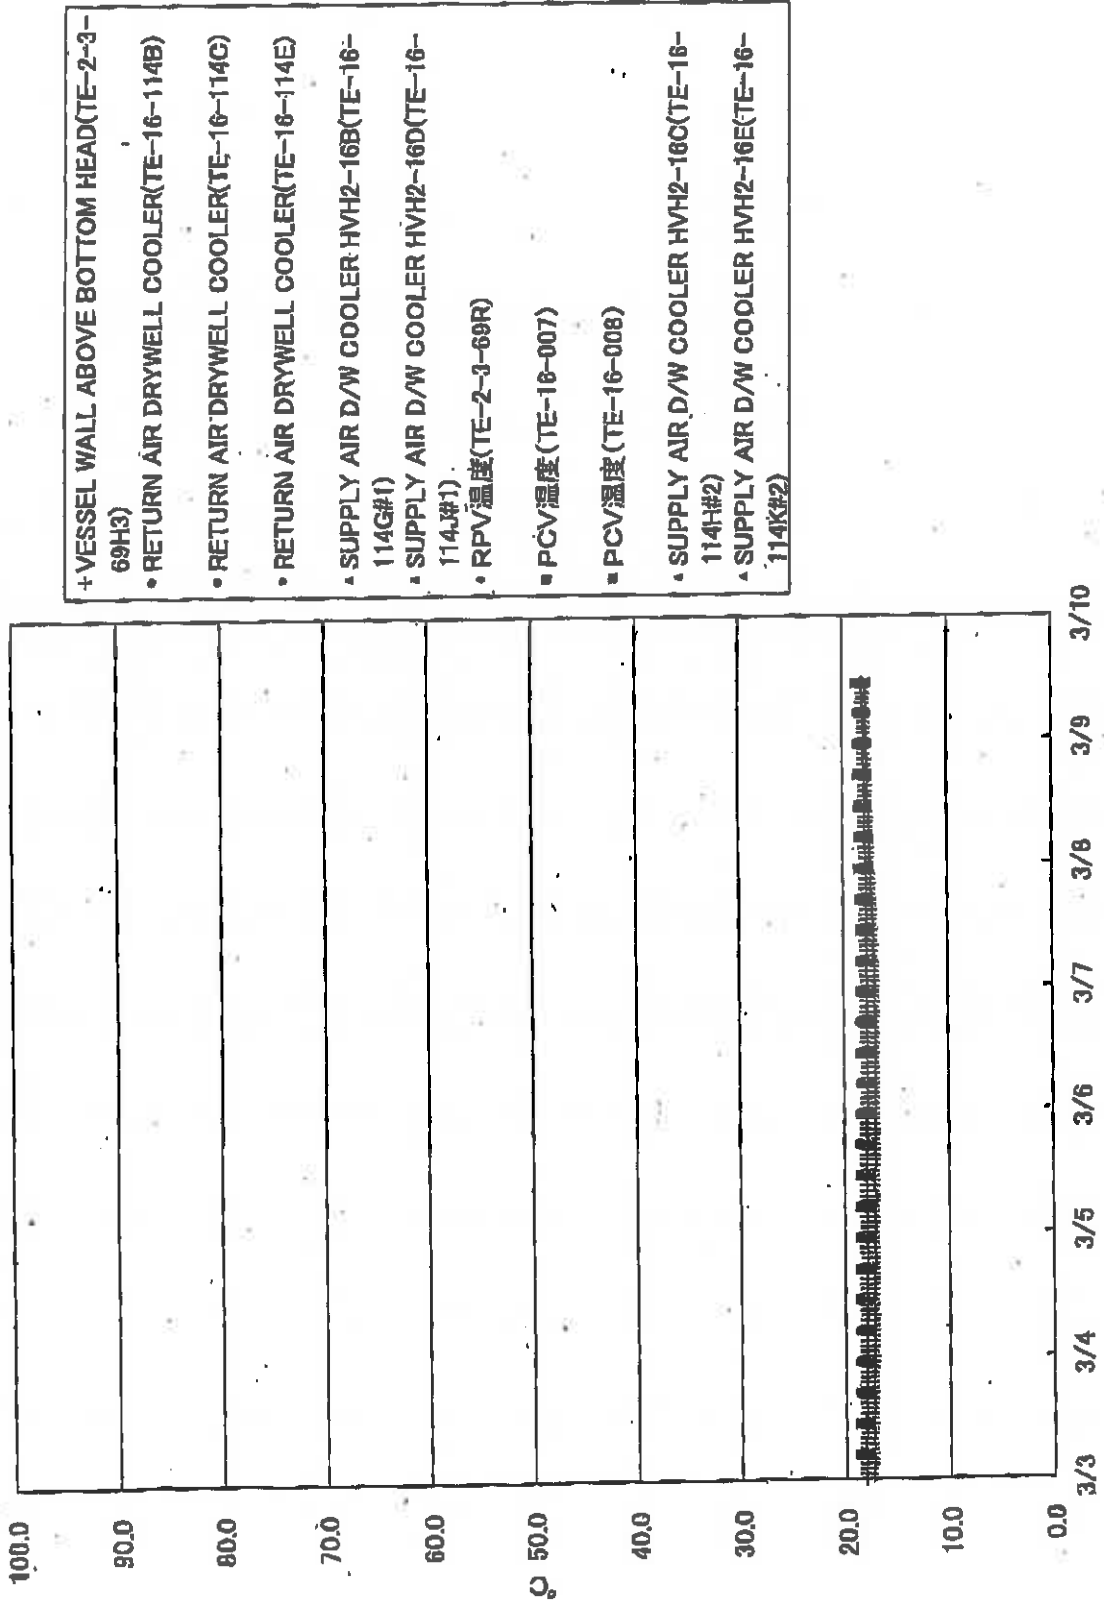 100.0
90.0
80.0
70.0
60.0
℃ 50.0
40.0
30.0
20.0
10.0
0.0
3/3 3/4 3/5 3/6 3/7 3/8 3/9 3/10
+VESSEL WALL ABOVE BOTTOM HEAD(TE-2-3-
69H3)
• RETURN AIR DRYWELL COOLER(TE-16-114B)
• RETURN AIR DRYWELL COOLER(TE-16-114C)
• RETURN AIR DRYWELL COOLER(TE-16-114E)
▲ SUPPLY AIR D/W COOLER HVH2-16B(TE-16-
114G#1)
▲ SUPPLY AIR D/W COOLER HVH2-16D(TE-16-
114J#1)
• RPV温度(TE-2-3-69R)
■ PCV温度(TE-16-007)
■ PCV温度(TE-16-008)
▲ SUPPLY AIR D/W COOLER HVH2-16C(TE-16-
114H#2)
▲ SUPPLY AIR D/W COOLER HVH2-16E(TE-16-
114K#2)